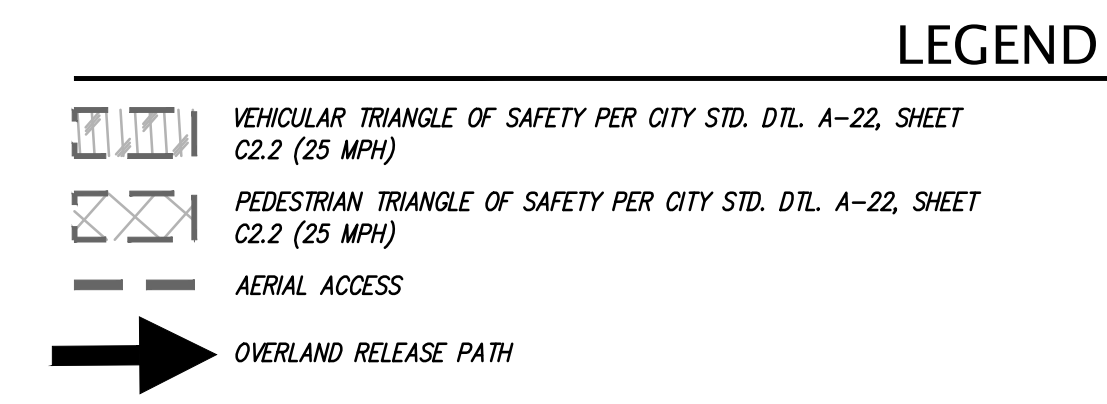 LEGEND
VEHICULAR TRIANGLE OF SAFETY PER CITY STD. DTL. A-22, SHEET
C2.2 (25 MPH)
PEDESTRIAN TRIANGLE OF SAFETY PER CITY STD. DTL. A-22, SHEET
C2.2 (25 MPH)
AERIAL ACCESS
OVERLAND RELEASE PATH